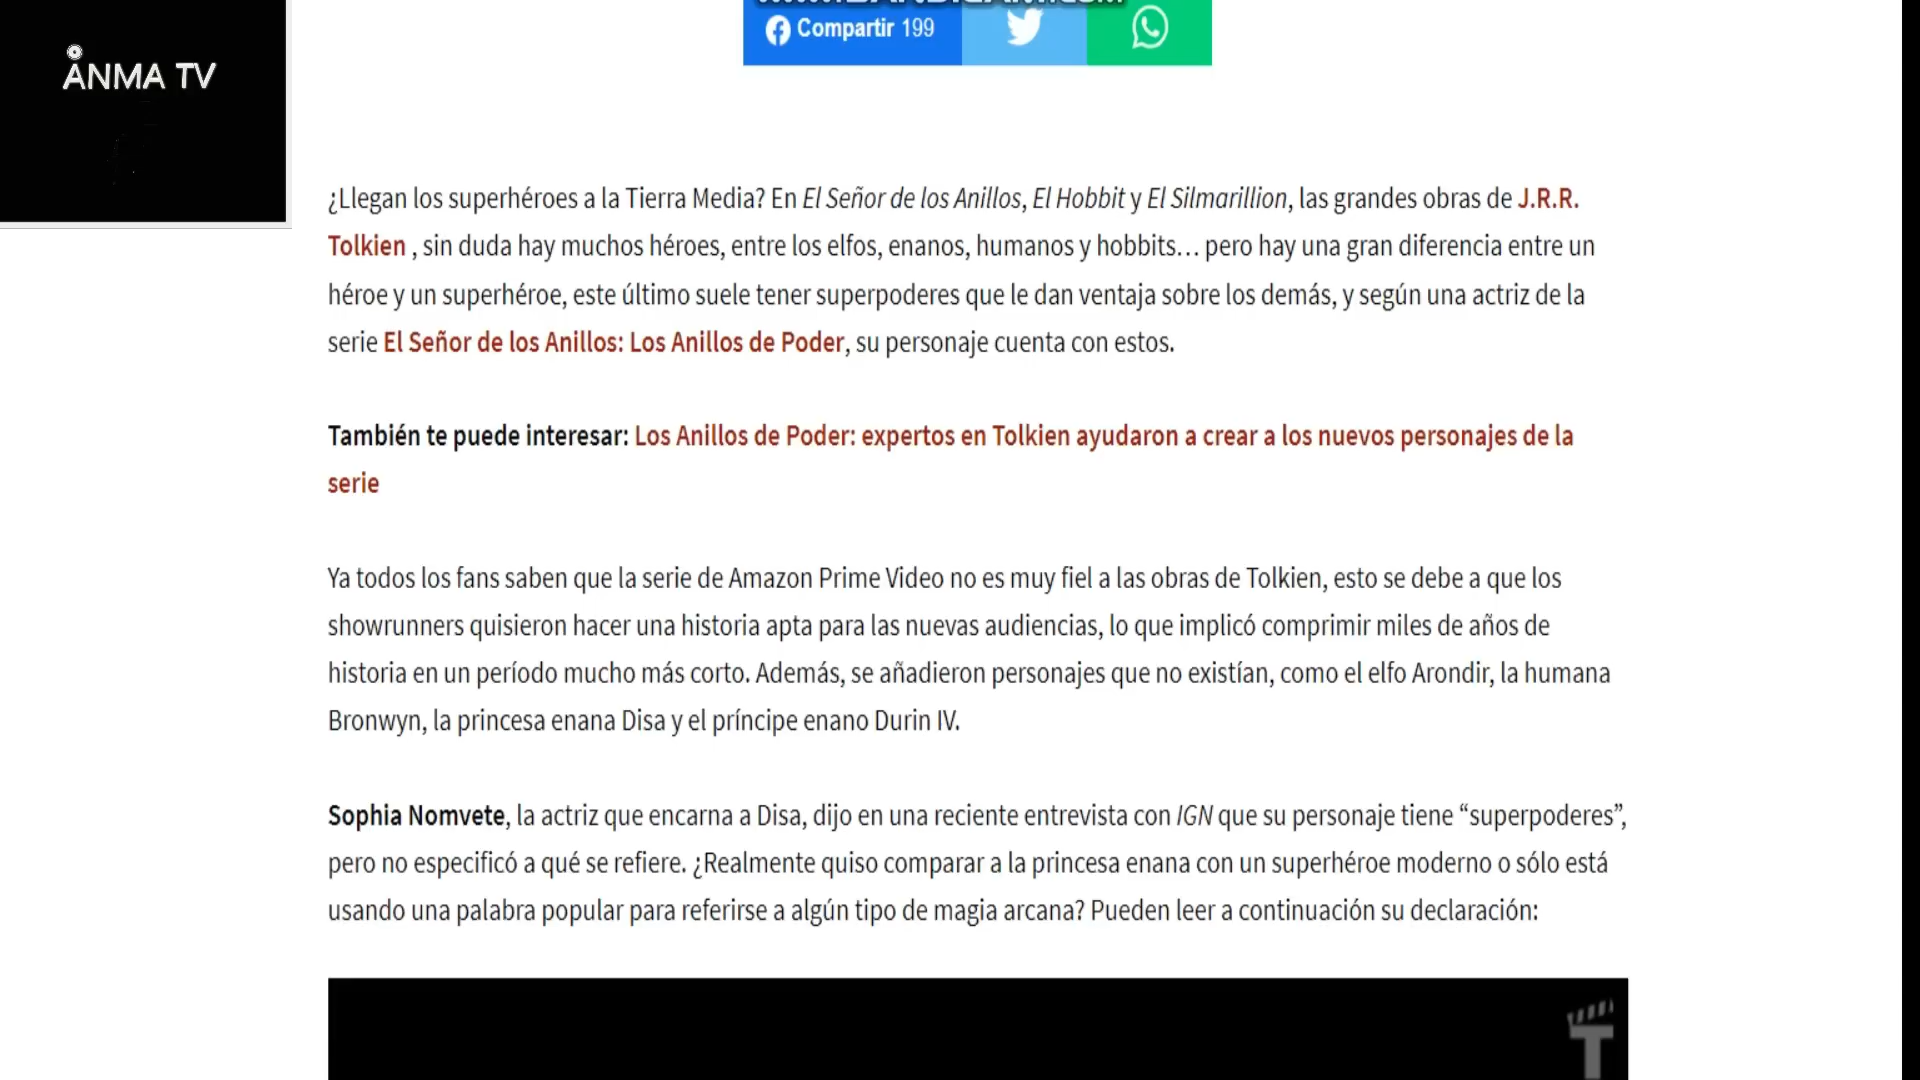 Compartir 199
ÅNMA TV
¿Llegan los superhéroes a la Tierra Media? En El Señor de los Anillos, El Hobbit y El Silmarillion, las grandes obras de J.R.R.
Tolkien , sin duda hay muchos héroes, entre los elfos, enanos, humanos y hobbits… pero hay una gran diferencia entre un
héroe y un superhéroe, este último suele tener superpoderes que le dan ventaja sobre los demás, y según una actriz de la
serie El Señor de los Anillos: Los Anillos de Poder, su personaje cuenta con estos.
También te puede interesar: Los Anillos de Poder: expertos en Tolkien ayudaron a crear a los nuevos personajes de la
serie
Ya todos los fans saben que la serie de Amazon Prime Video no es muy fiel a las obras de Tolkien, esto se debe a que los
showrunners quisieron hacer una historia apta para las nuevas audiencias, lo que implicó comprimir miles de años de
historia en un período mucho más corto. Además, se añadieron personajes que no existían, como el elfo Arondir, la humana
Bronwyn, la princesa enana Disa y el príncipe enano Durin IV.
Sophia Nomvete, la actriz que encarna a Disa, dijo en una reciente entrevista con IGN que su personaje tiene “superpoderes”,
pero no especificó a qué se refiere. ¿Realmente quiso comparar a la princesa enana con un superhéroe moderno o sólo está
usando una palabra popular para referirse a algún tipo de magia arcana? Pueden leer a continuación su declaración: